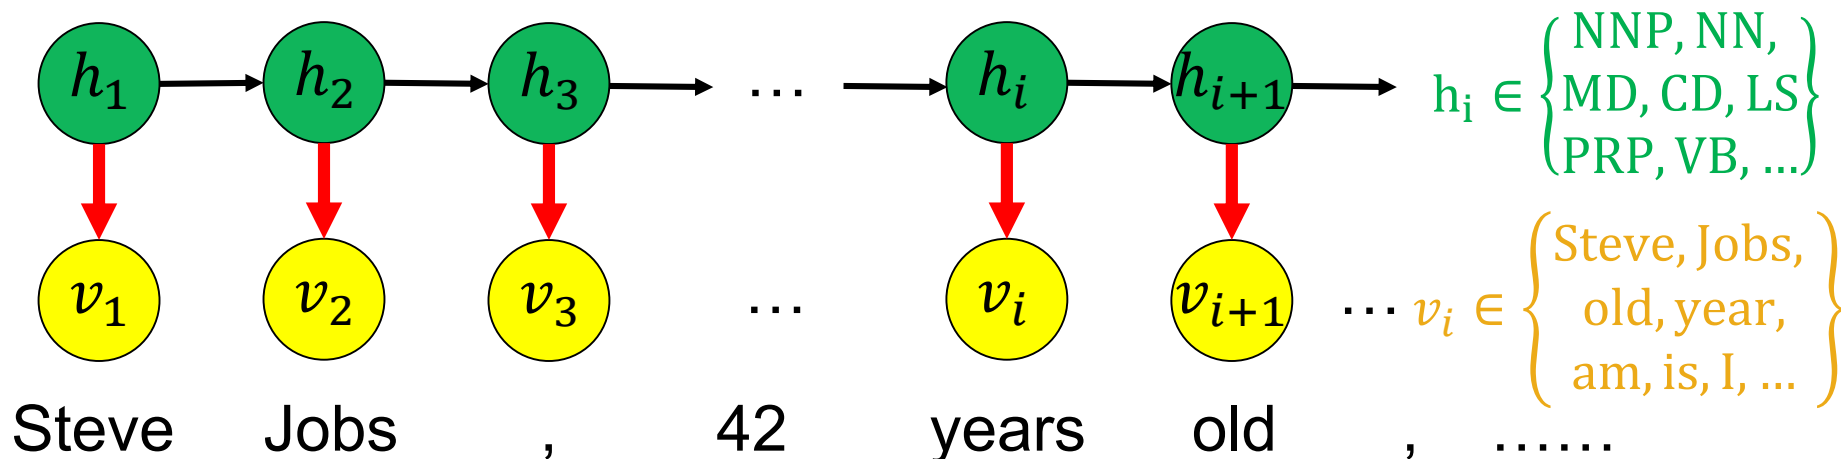 h₁ h₂ h₃ … hᵢ hᵢ₊₁
hᵢ ∈ { NNP, NN,
MD, CD, LS
PRP, VB, … }
v₁ v₂ v₃ … vᵢ vᵢ₊₁ …
vᵢ ∈ { Steve, Jobs,
old, year,
am, is, I, … }
Steve Jobs , 42 years old , ……